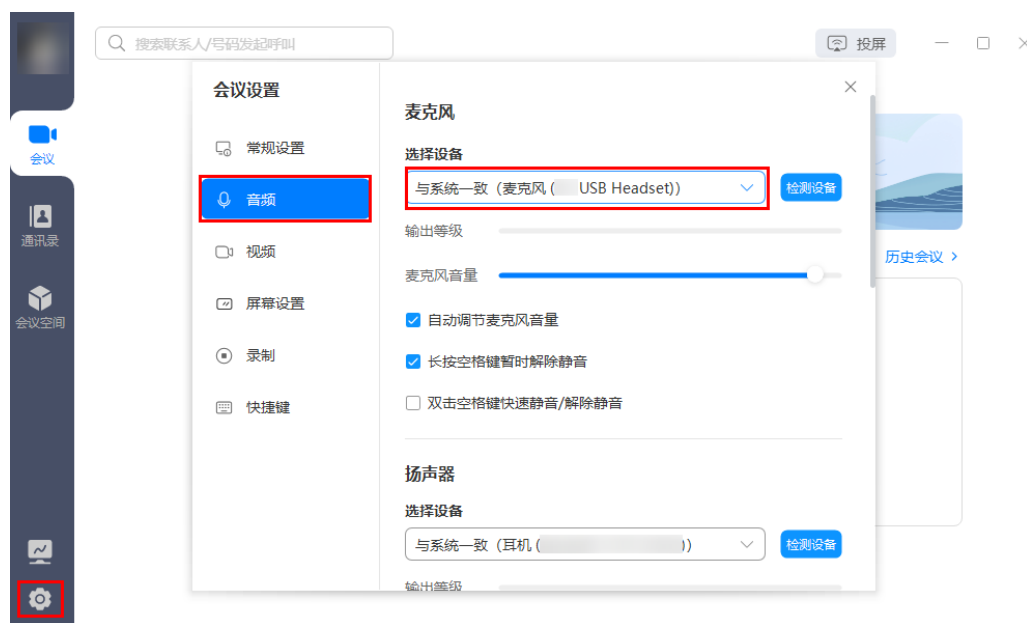 搜索联系人/号码发起呼叫
投屏
会议
通讯录
会议空间
历史会议
会议设置
常规设置
音频
视频
屏幕设置
录制
快捷键
麦克风
选择设备
与系统一致（麦克风 ( USB Headset))
检测设备
输出等级
麦克风音量
自动调节麦克风音量
长按空格键暂时解除静音
双击空格键快速静音/解除静音
扬声器
选择设备
与系统一致（耳机 ( ))
检测设备
输出等级